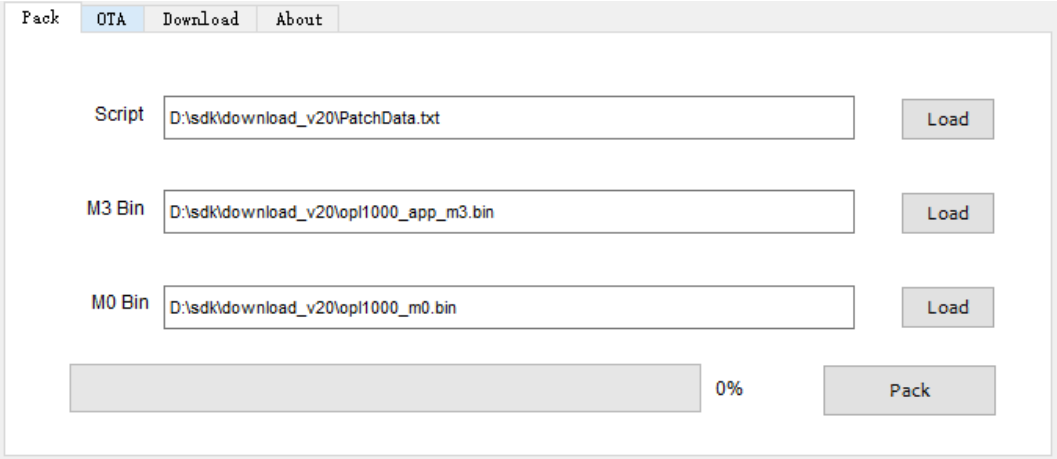 Pack OTA Download About
Script D:\sdk\download_v20\PatchData.txt Load
M3 Bin D:\sdk\download_v20\opl1000_app_m3.bin Load
M0 Bin D:\sdk\download_v20\opl1000_m0.bin Load
0% Pack